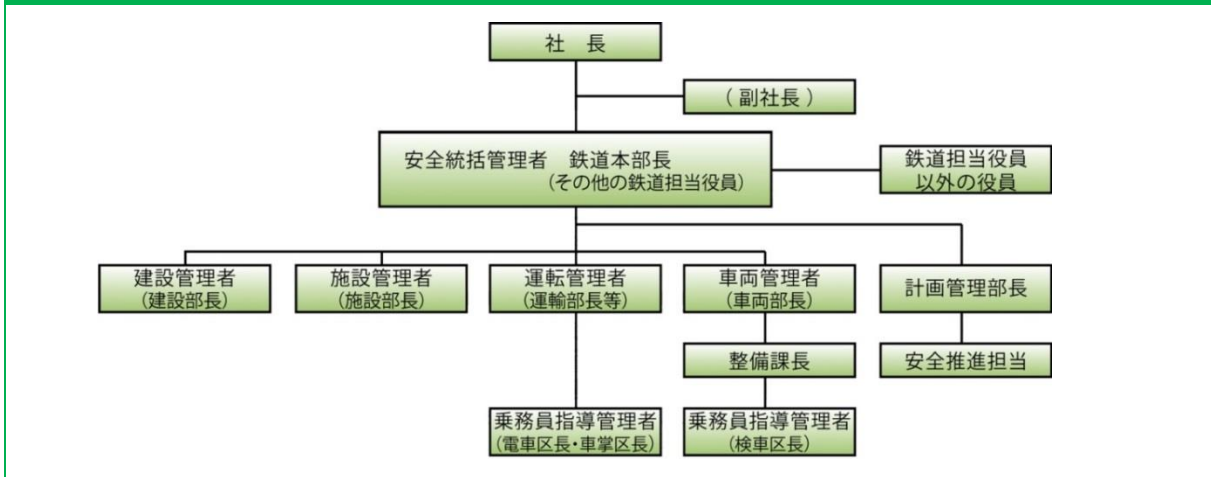 社　長
（ 副社長 ）
安全統括管理者　鉄道本部長
（その他の鉄道担当役員）
鉄道担当役員
以外の役員
建設管理者
（建設部長）
施設管理者
（施設部長）
運転管理者
（運輸部長等）
車両管理者
（車両部長）
計画管理部長
整備課長
安全推進担当
乗務員指導管理者
（電車区長・車掌区長）
乗務員指導管理者
（検車区長）